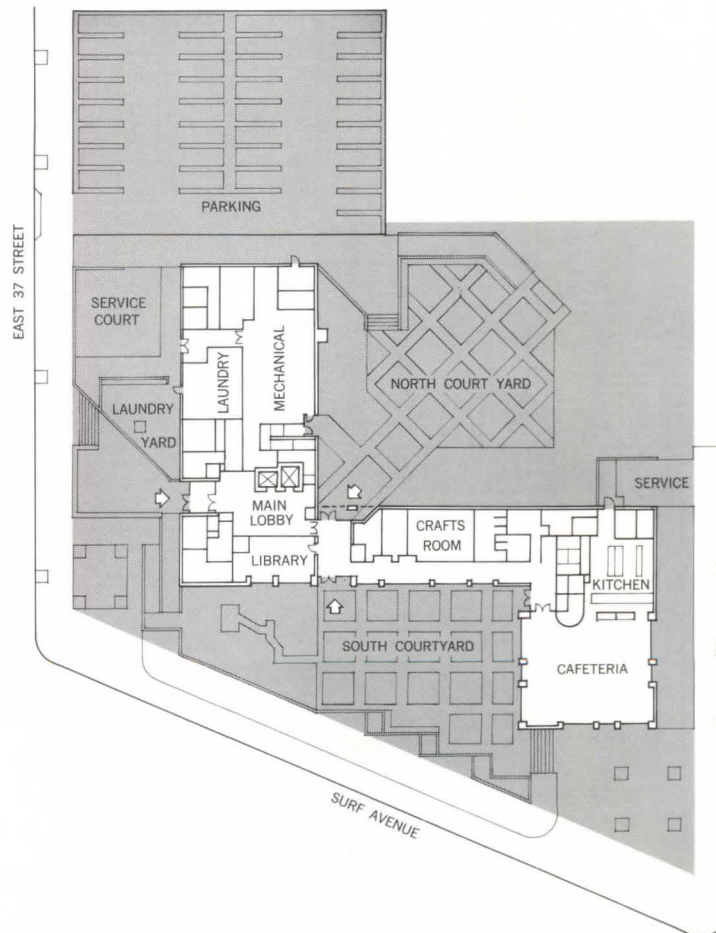 PARKING
EAST 37 STREET
SERVICE
COURT
LAUNDRY
MECHANICAL
NORTH COURT YARD
LAUNDRY
YARD
SERVICE
MAIN
LOBBY
CRAFTS
ROOM
LIBRARY
KITCHEN
SOUTH COURTYARD
CAFETERIA
SURF AVENUE